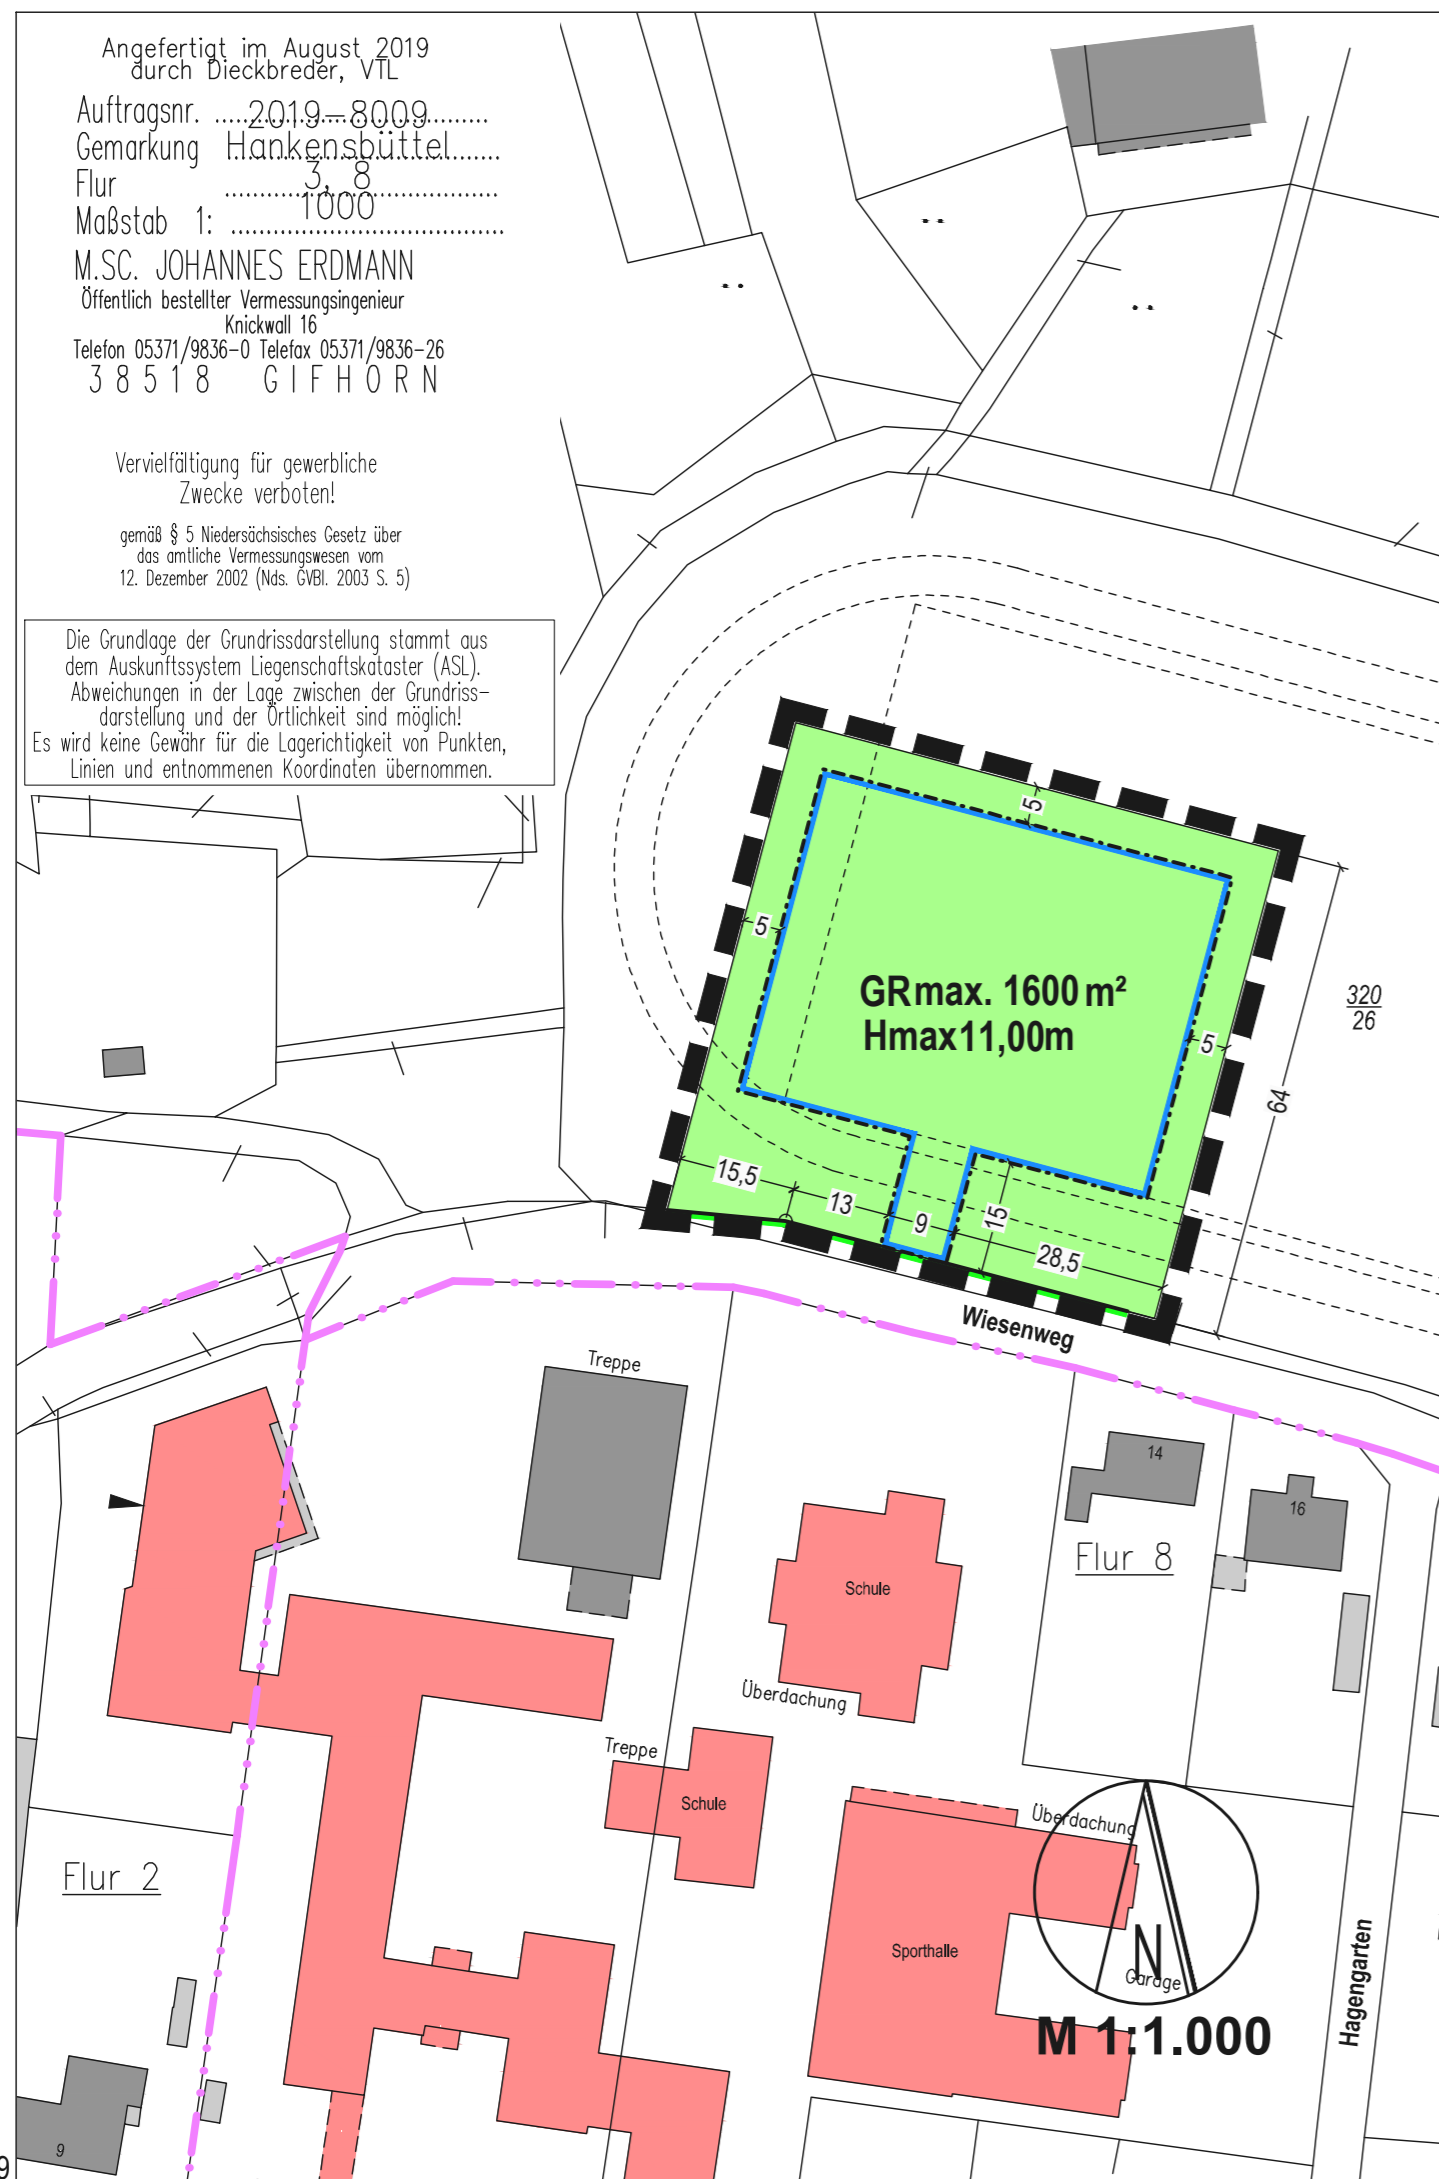 Angefertigt im August 2019
durch Dieckbreder, VTL
Auftragsnr. 2019-8009
Gemarkung Hankensbüttel
Flur 3, 8
Maßstab 1: 1000
M.SC. JOHANNES ERDMANN
Öffentlich bestellter Vermessungsingenieur
Knickwall 16
Telefon 05371/9836-0 Telefax 05371/9836-26
38518 GIFHORN
Vervielfältigung für gewerbliche
Zwecke verboten!
gemäß § 5 Niedersächsisches Gesetz über
das amtliche Vermessungswesen vom
12. Dezember 2002 (Nds. GVBl. 2003 S. 5)
Die Grundlage der Grundrissdarstellung stammt aus
dem Auskunftssystem Liegenschaftskataster (ASL).
Abweichungen in der Lage zwischen der Grundriss-
darstellung und der Örtlichkeit sind möglich!
Es wird keine Gewähr für die Lagerichtigkeit von Punkten,
Linien und entnommenen Koordinaten übernommen.
5
5
GRmax. 1600 m²
Hmax11,00m
320
26
5
64
15,5
13
9
15
28,5
Wiesenweg
Treppe
14
16
Flur 8
Schule
Überdachung
Treppe
Schule
Überdachung
Flur 2
Sporthalle
N
Garage
M 1:1.000
Hagengarten
9
9